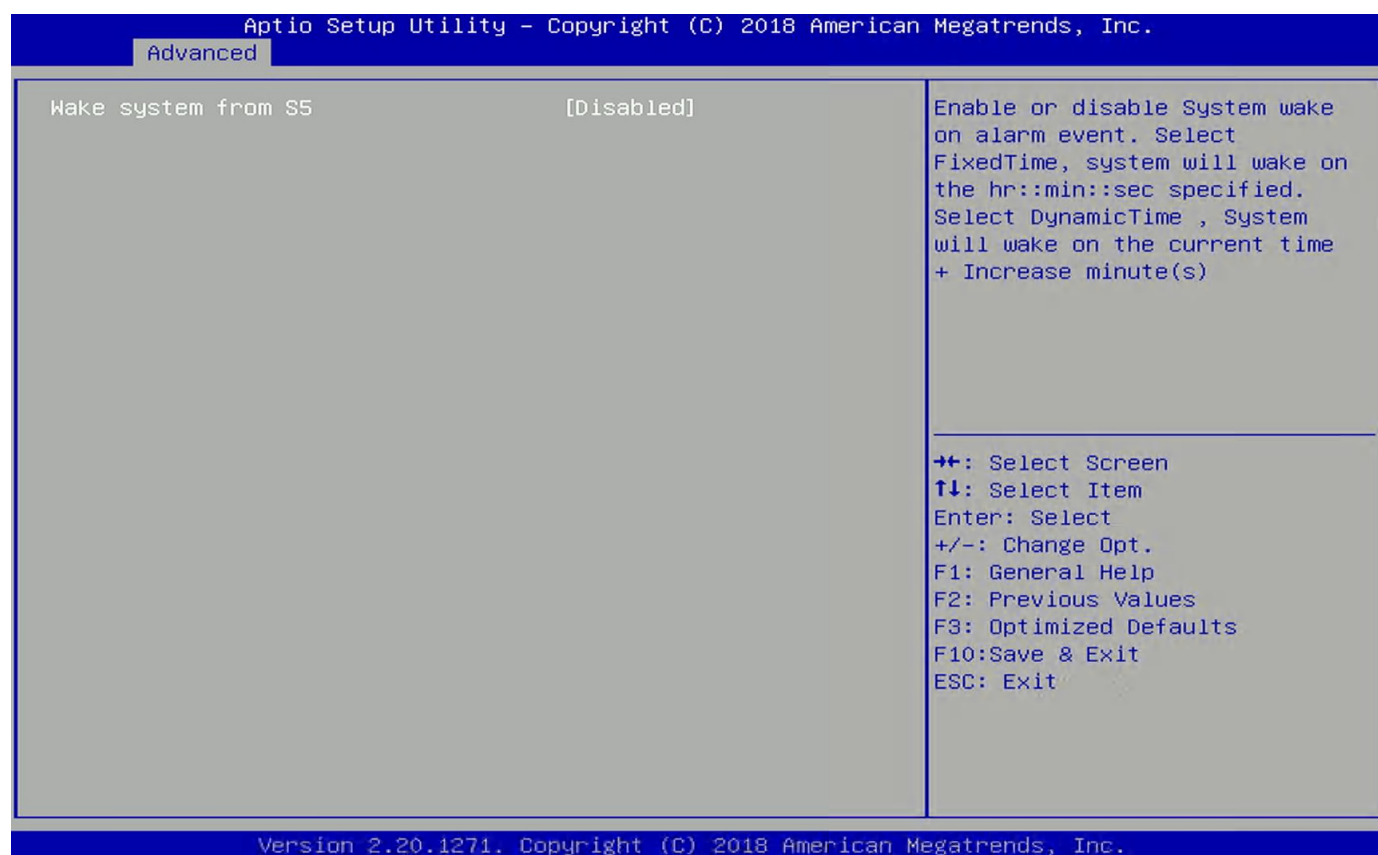 Aptio Setup Utility – Copyright (C) 2018 American Megatrends, Inc.
Advanced
Wake system from S5 [Disabled]
Enable or disable System wake
on alarm event. Select
FixedTime, system will wake on
the hr::min::sec specified.
Select DynamicTime , System
will wake on the current time
+ Increase minute(s)
→←: Select Screen
↑↓: Select Item
Enter: Select
+/-: Change Opt.
F1: General Help
F2: Previous Values
F3: Optimized Defaults
F10:Save & Exit
ESC: Exit
Version 2.20.1271. Copyright (C) 2018 American Megatrends, Inc.